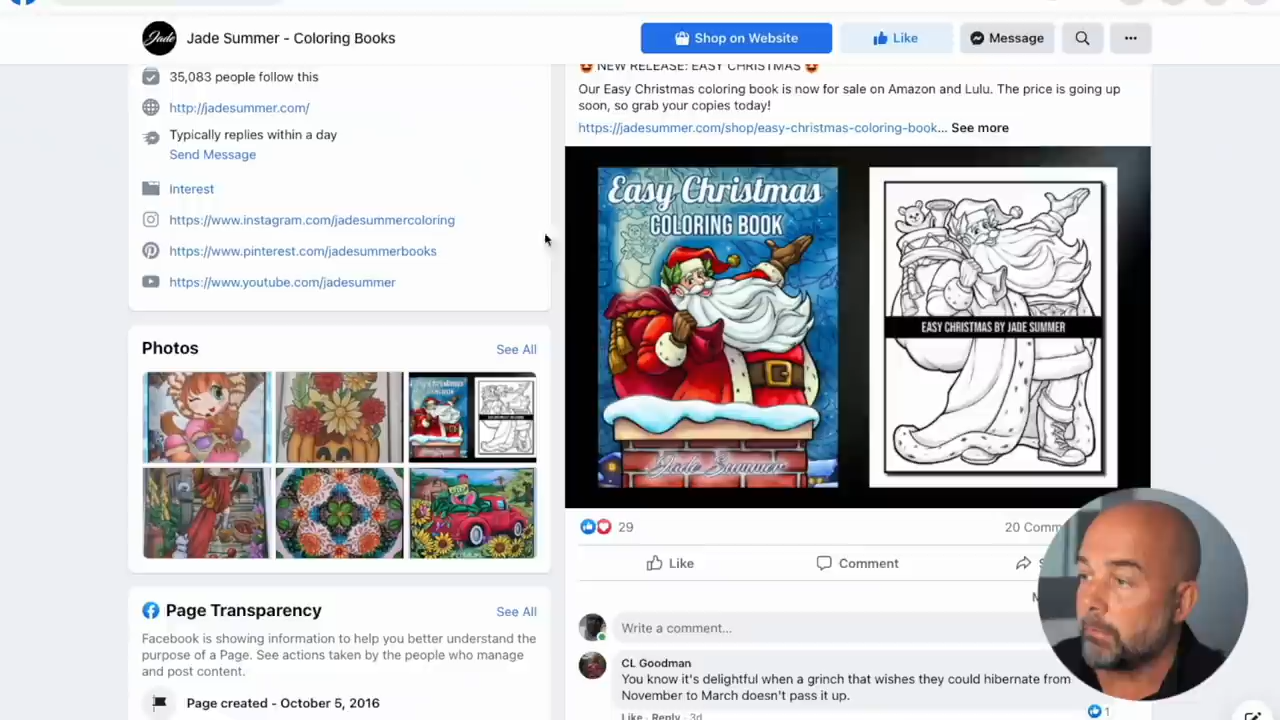 Jade
Jade Summer - Coloring Books
Shop on Website
Like
Message
35,083 people follow this
http://jadesummer.com/
Typically replies within a day
Send Message
Interest
https://www.instagram.com/jadesummercoloring
https://www.pinterest.com/jadesummerbooks
https://www.youtube.com/jadesummer
Photos
See All
Page Transparency
See All
Facebook is showing information to help you better understand the
purpose of a Page. See actions taken by the people who manage
and post content.
Page created - October 5, 2016
NEW RELEASE: EASY CHRISTMAS
Our Easy Christmas coloring book is now for sale on Amazon and Lulu. The price is going up
soon, so grab your copies today!
https://jadesummer.com/shop/easy-christmas-coloring-book... See more
Easy Christmas
COLORING BOOK
Jade Summer
EASY CHRISTMAS BY JADE SUMMER
29
20 Comm
Like
Comment
Write a comment...
CL Goodman
You know it's delightful when a grinch that wishes they could hibernate from
November to March doesn't pass it up.
1
Like · Reply · 3d